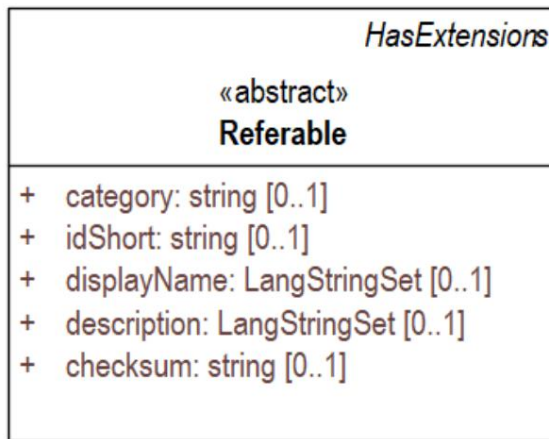 HasExtensions
«abstract»
Referable
+ category: string [0..1]
+ idShort: string [0..1]
+ displayName: LangStringSet [0..1]
+ description: LangStringSet [0..1]
+ checksum: string [0..1]